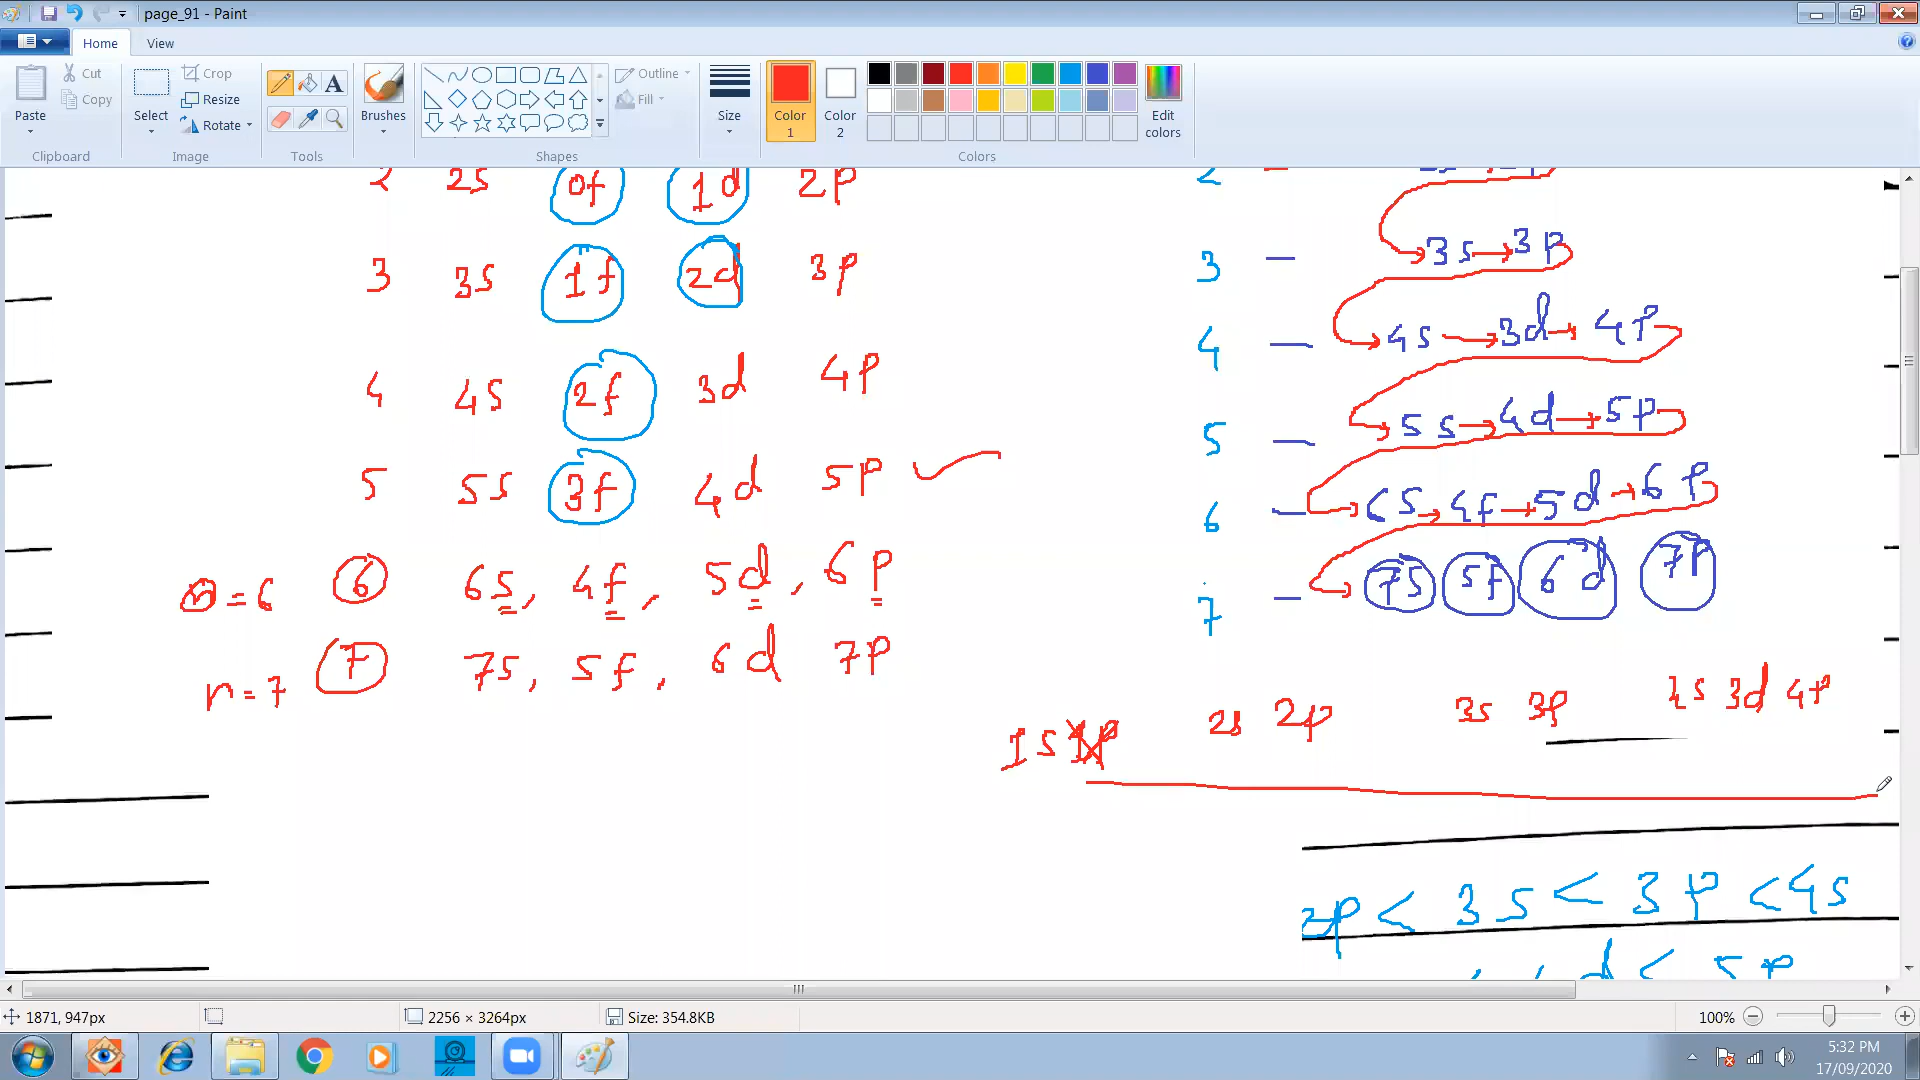 page_91 - Paint
Home View
Paste Cut Copy Clipboard
Select Crop Resize Rotate Image
A Tools
Brushes
Shapes
Outline Fill
Size
Color 1 Color 2 Edit colors Colors
2 2s 0f 1d 2p
3 3s 1f 2d 3p
4 4s 2f 3d 4p
5 5s 3f 4d 5p
n=6 6 6s, 4f, 5d, 6p
n=7 7 7s, 5f, 6d 7p
2 -
3 - 3s → 3p
4 - 4s → 3d → 4p
5 - 5s → 4d → 5p
6 - 6s → 4f → 5d → 6p
7 - 7s 5f 6d 7p
1s 1p 2s 2p 3s 3p 4s 3d 4p
2p < 3s < 3p < 4s
d < 5p
1871, 947px 2256 × 3264px Size: 354.8KB 100%
5:32 PM
17/09/2020